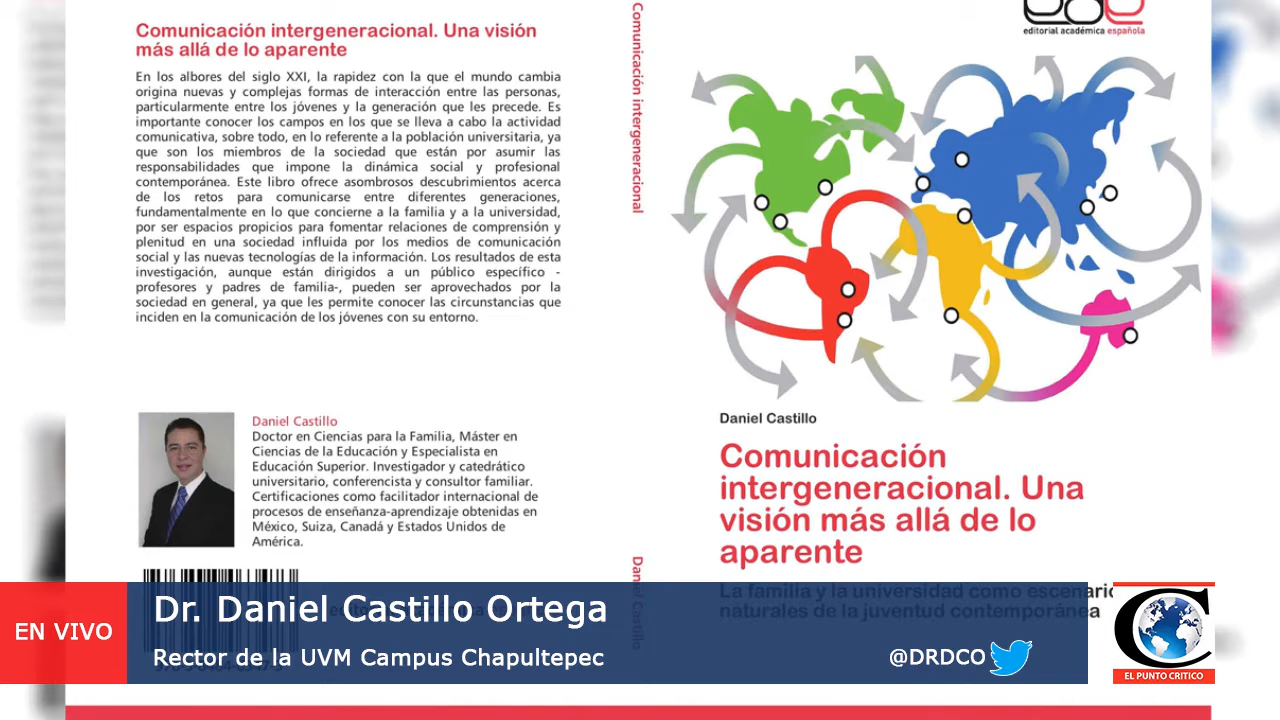 Comunicación intergeneracional. Una visión
más allá de lo aparente
En los albores del siglo XXI, la rapidez con la que el mundo cambia
origina nuevas y complejas formas de interacción entre las personas,
particularmente entre los jóvenes y la generación que les precede. Es
importante conocer los campos en los que se lleva a cabo la actividad
comunicativa, sobre todo, en lo referente a la población universitaria, ya
que son los miembros de la sociedad que están por asumir las
responsabilidades que impone la dinámica social y profesional
contemporánea. Este libro ofrece asombrosos descubrimientos acerca
de los retos para comunicarse entre diferentes generaciones,
fundamentalmente en lo que concierne a la familia y a la universidad,
por ser espacios propicios para fomentar relaciones de comprensión y
plenitud en una sociedad influida por los medios de comunicación
social y las nuevas tecnologías de la información. Los resultados de esta
investigación, aunque están dirigidos a un público específico -
profesores y padres de familia-, pueden ser aprovechados por la
sociedad en general, ya que les permite conocer las circunstancias que
inciden en la comunicación de los jóvenes con su entorno.
Daniel Castillo
Doctor en Ciencias para la Familia, Máster en
Ciencias de la Educación y Especialista en
Educación Superior. Investigador y catedrático
universitario, conferencista y consultor familiar.
Certificaciones como facilitador internacional de
procesos de enseñanza-aprendizaje obtenidas en
México, Suiza, Canadá y Estados Unidos de
América.
Comunicación intergeneracional
Daniel Castillo
eae
editorial académica española
Daniel Castillo
Comunicación
intergeneracional. Una
visión más allá de lo
aparente
La familia y la universidad como
naturales de la juventud contemporánea
EN VIVO
Dr. Daniel Castillo Ortega
Rector de la UVM Campus Chapultepec
@DRDCO
C
EL PUNTO CRITICO